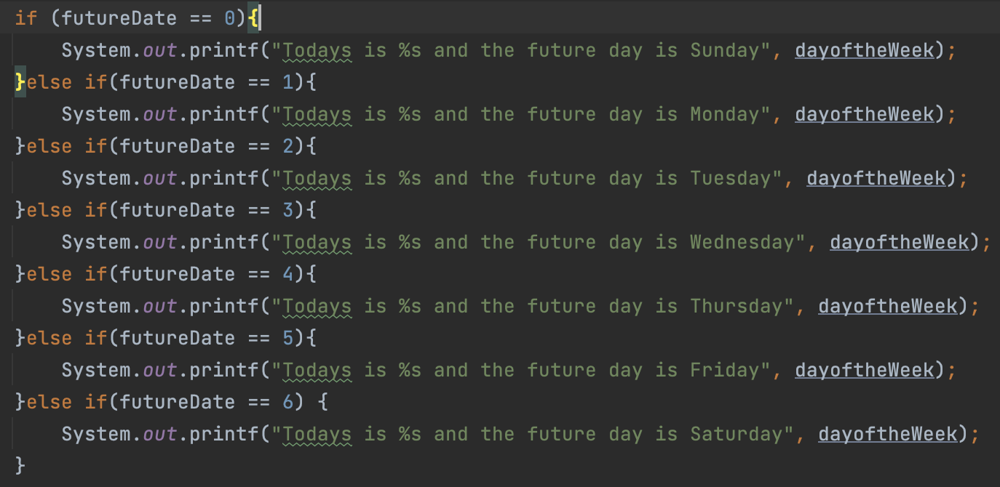 if (futureDate == 0){
    System.out.printf("Todays is %s and the future day is Sunday", dayoftheWeek);
}else if(futureDate == 1){
    System.out.printf("Todays is %s and the future day is Monday", dayoftheWeek);
}else if(futureDate == 2){
    System.out.printf("Todays is %s and the future day is Tuesday", dayoftheWeek);
}else if(futureDate == 3){
    System.out.printf("Todays is %s and the future day is Wednesday", dayoftheWeek);
}else if(futureDate == 4){
    System.out.printf("Todays is %s and the future day is Thursday", dayoftheWeek);
}else if(futureDate == 5){
    System.out.printf("Todays is %s and the future day is Friday", dayoftheWeek);
}else if(futureDate == 6) {
    System.out.printf("Todays is %s and the future day is Saturday", dayoftheWeek);
}